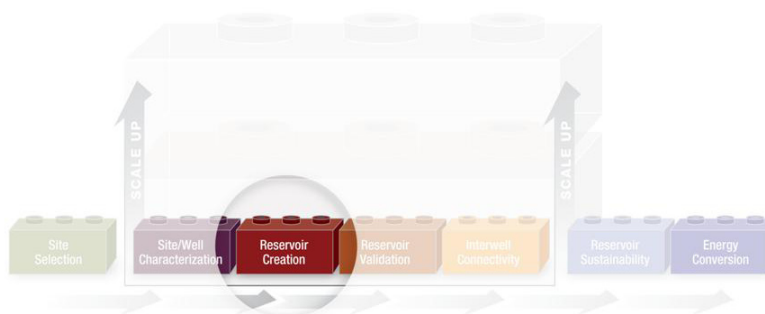 SCALE UP
SCALE UP
Site
Selection
Site/Well
Characterization
Reservoir
Creation
Reservoir
Validation
Interwell
Connectivity
Reservoir
Sustainability
Energy
Conversion